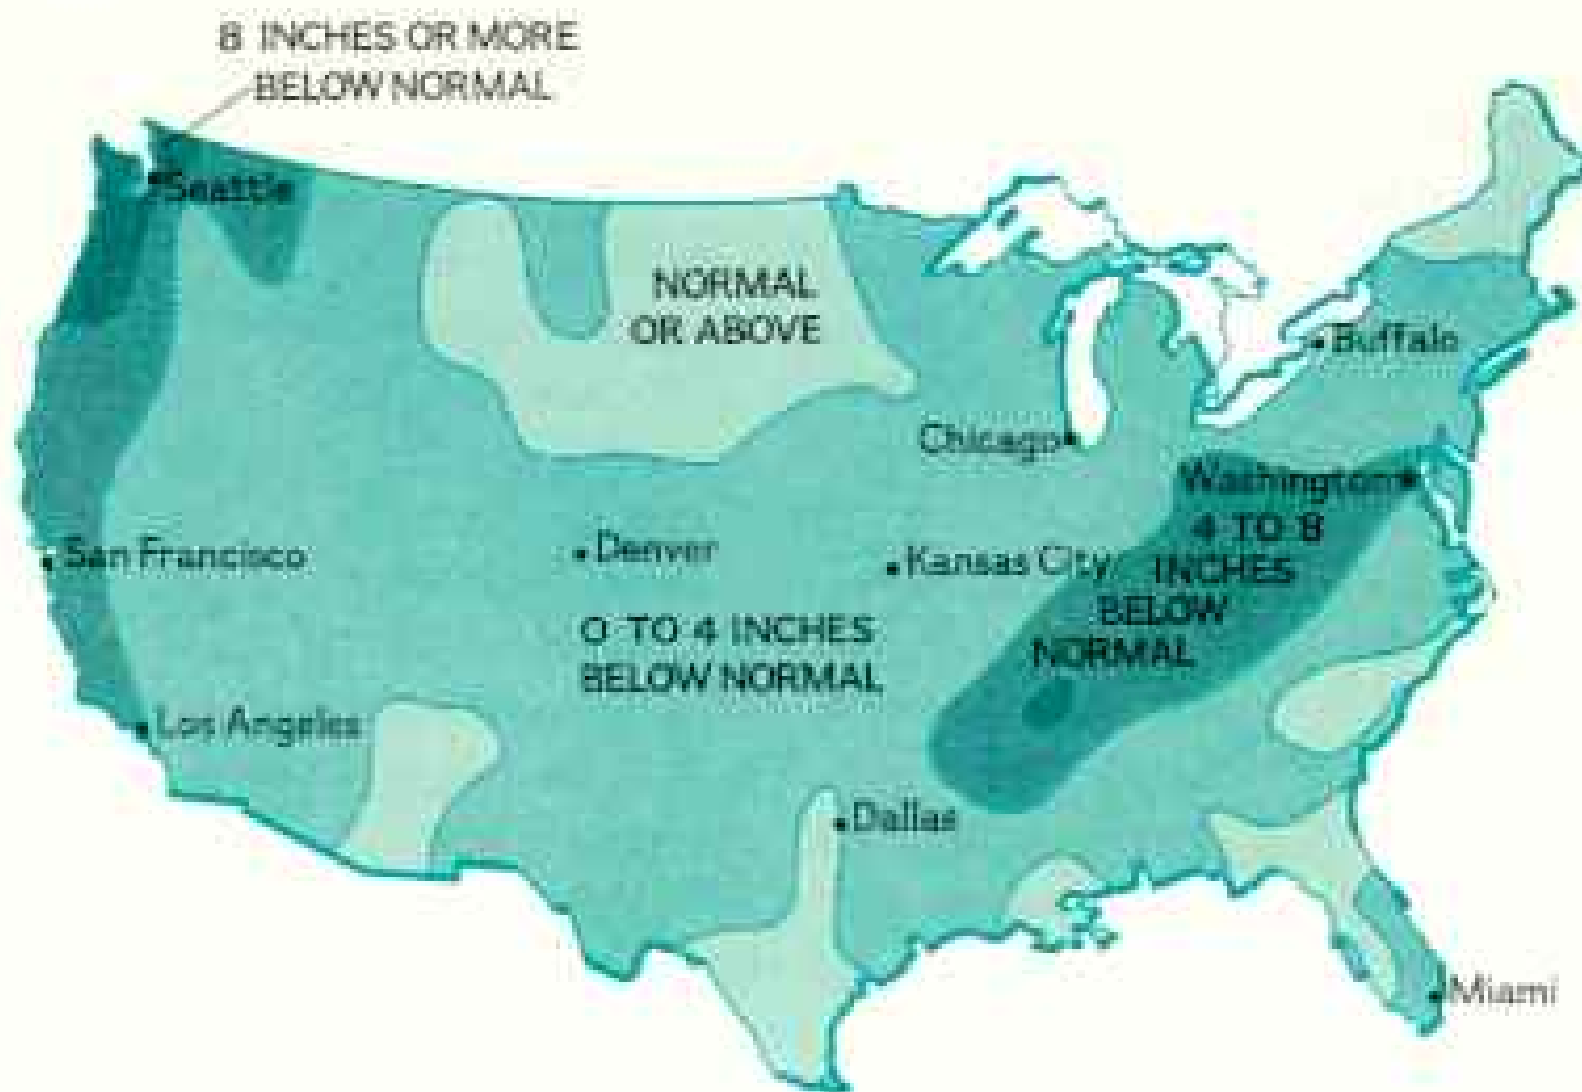 8 INCHES OR MORE
BELOW NORMAL
Seattle
NORMAL
OR ABOVE
Buffalo
Chicago
Washington
4 TO 8
INCHES
BELOW
NORMAL
San Francisco
Denver
Kansas City
0 TO 4 INCHES
BELOW NORMAL
Los Angeles
Dallas
Miami